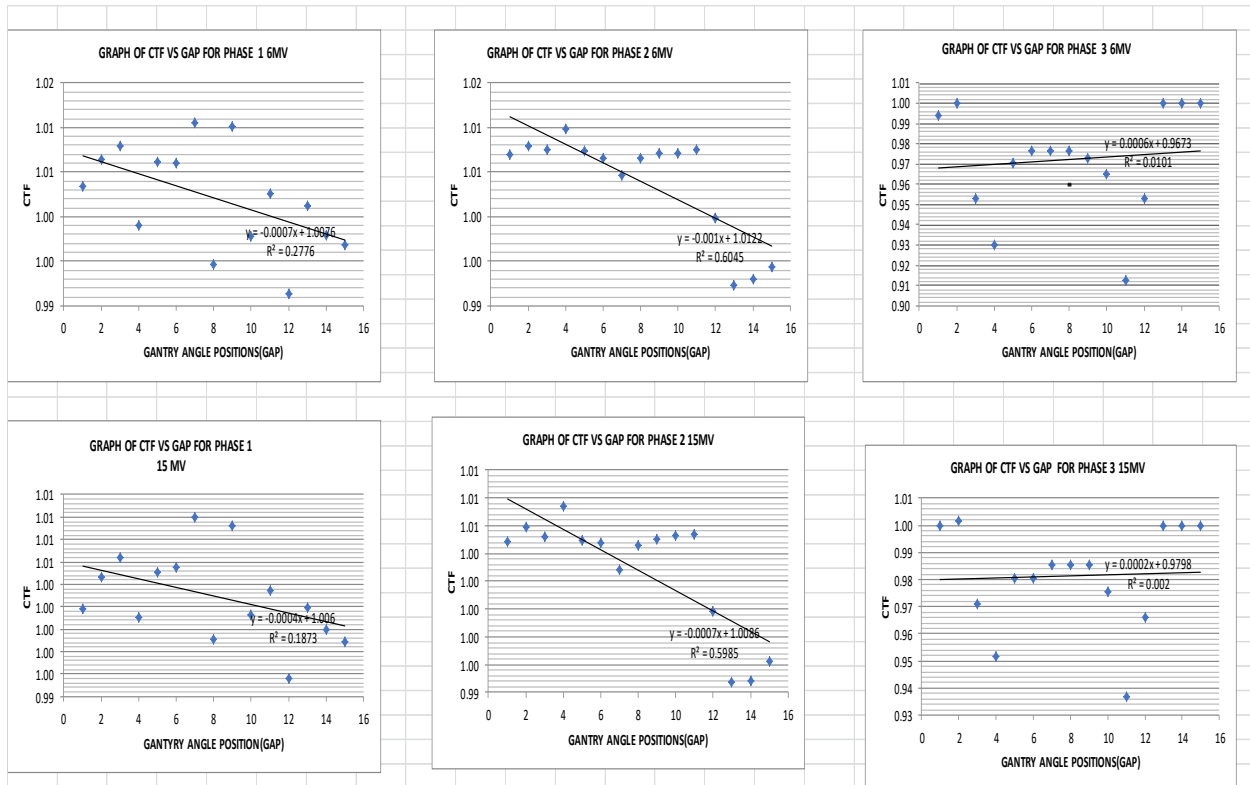 GRAPH OF CTF VS GAP FOR PHASE 1 6MV
1.02
1.01
1.01
1.00
1.00
0.99
CTF
y = -0.0007x + 1.0076
R² = 0.2776
0 2 4 6 8 10 12 14 16
GANTRY ANGLE POSITIONS(GAP)
GRAPH OF CTF VS GAP FOR PHASE 2 6MV
1.02
1.01
1.01
1.00
1.00
0.99
CTF
y = -0.001x + 1.0122
R² = 0.6045
0 2 4 6 8 10 12 14 16
GANTRY ANGLE POSITIONS(GAP)
GRAPH OF CTF VS GAP FOR PHASE 3 6MV
1.01
1.00
0.99
0.98
0.97
0.96
0.95
0.93
0.92
0.91
0.90
CTF
y = 0.0006x + 0.9673
R² = 0.0101
0 2 4 6 8 10 12 14 16
GANTRY ANGLE POSITIONS(GAP)
GRAPH OF CTF VS GAP FOR PHASE 1
15 MV
1.01
1.01
1.01
1.01
1.00
1.00
1.00
1.00
1.00
0.99
CTF
y = -0.0004x + 1.006
R² = 0.1873
0 2 4 6 8 10 12 14 16
GANTYRY ANGLE POSITION(GAP)
GRAPH OF CTF VS GAP FOR PHASE 2 15MV
1.01
1.01
1.01
1.00
1.00
1.00
1.00
1.00
0.99
CTF
y = -0.0007x + 1.0086
R² = 0.5985
0 2 4 6 8 10 12 14 16
GANTRY ANGLE POSITIONS(GAP)
GRAPH OF CTF VS GAP FOR PHASE 3 15MV
1.01
1.00
0.99
0.98
0.97
0.96
0.95
0.94
0.93
CTF
y = 0.0002x + 0.9798
R² = 0.002
0 2 4 6 8 10 12 14 16
GANTRY ANGLE POSITIONS(GAP)